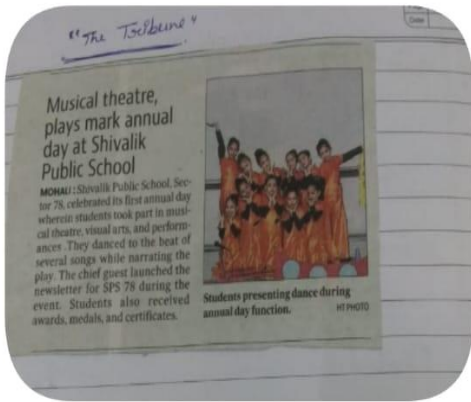 "The Tribune"
Musical theatre,
plays mark annual
day at Shivalik
Public School
MOHALI : Shivalik Public School, Sec-
tor 78, celebrated its first annual day
wherein students took part in musi-
cal theatre, visual arts, and perform-
ances .They danced to the beat of
several songs while narrating the
play. The chief guest launched the
newsletter for SPS 78 during the
event. Students also received
awards, medals, and certificates.
Students presenting dance during
annual day function.
HT PHOTO
Date